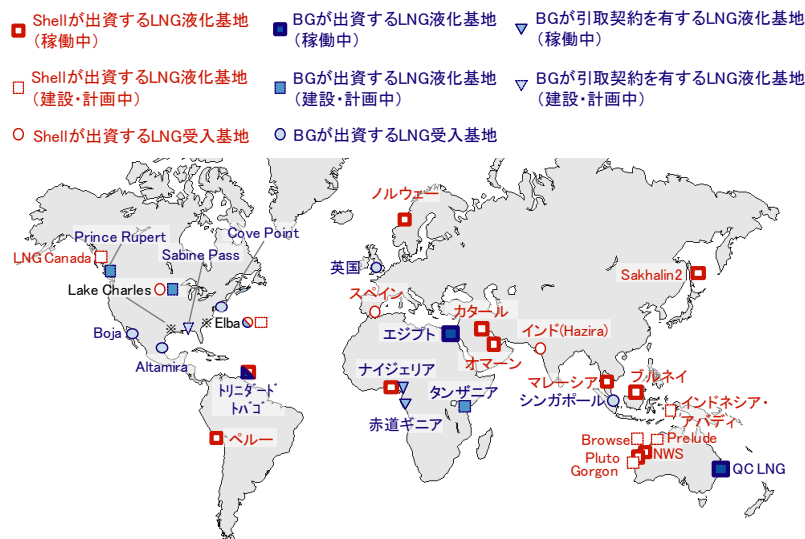 Shellが出資するLNG液化基地
(稼働中)
BGが出資するLNG液化基地
(稼働中)
BGが引取契約を有するLNG液化基地
(稼働中)
Shellが出資するLNG液化基地
(建設・計画中)
BGが出資するLNG液化基地
(建設・計画中)
BGが引取契約を有するLNG液化基地
(建設・計画中)
Shellが出資するLNG受入基地
BGが出資するLNG受入基地
ノルウェー
Prince Rupert
Cove Point
LNG Canada
Sabine Pass
英国
Sakhalin2
Lake Charles
スペイン
カタール
※
※Elba
エジプト
インド(Hazira)
Boja
オマーン
Altamira
ナイジェリア
マレーシア
ブルネイ
トリニダード
トバゴ
タンザニア
シンガポール
インドネシア・
アバディ
赤道ギニア
ペルー
Browse
Prelude
Pluto
NWS
Gorgon
QC LNG